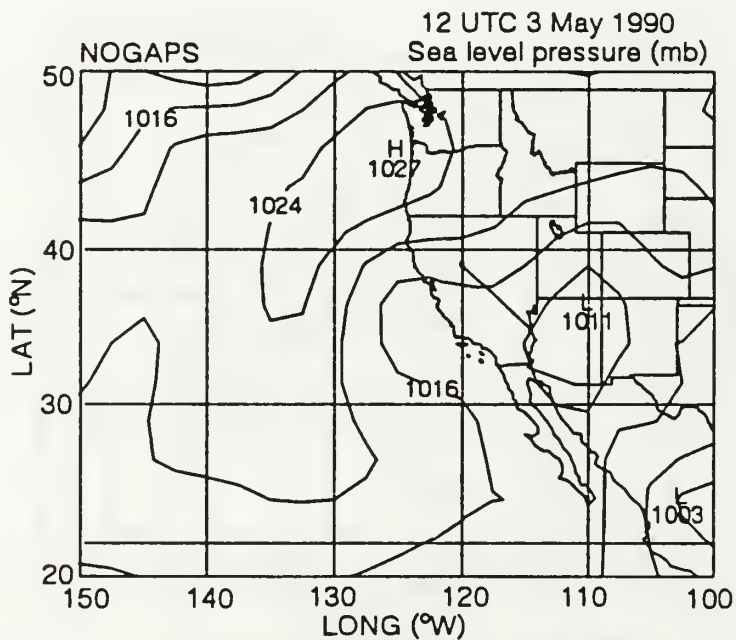 12 UTC 3 May 1990
NOGAPS
Sea level pressure (mb)
50
1016
H
1027
1024
40
LAT (°N)
L
1011
1016
30
L
1003
20
150
140
130
120
110
100
LONG (°W)